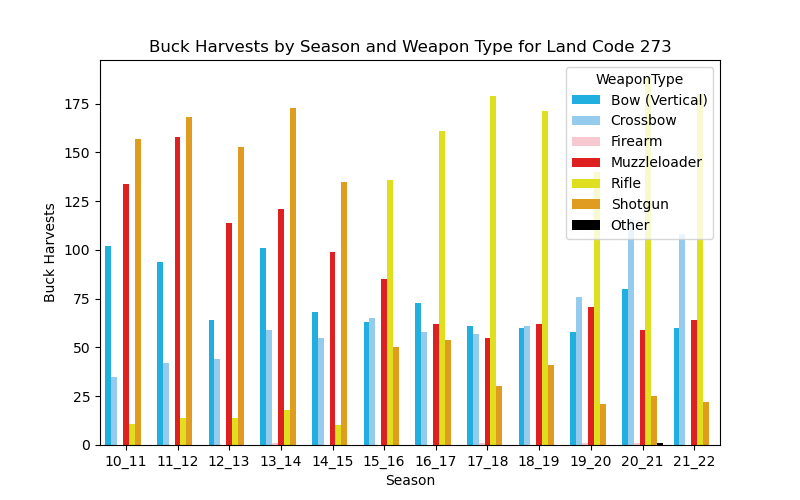 Buck Harvests by Season and Weapon Type for Land Code 273
WeaponType
Bow (Vertical)
Crossbow
Firearm
Muzzleloader
Rifle
Shotgun
Other
Buck Harvests
175
150
125
100
75
50
25
0
10_11 11_12 12_13 13_14 14_15 15_16 16_17 17_18 18_19 19_20 20_21 21_22
Season